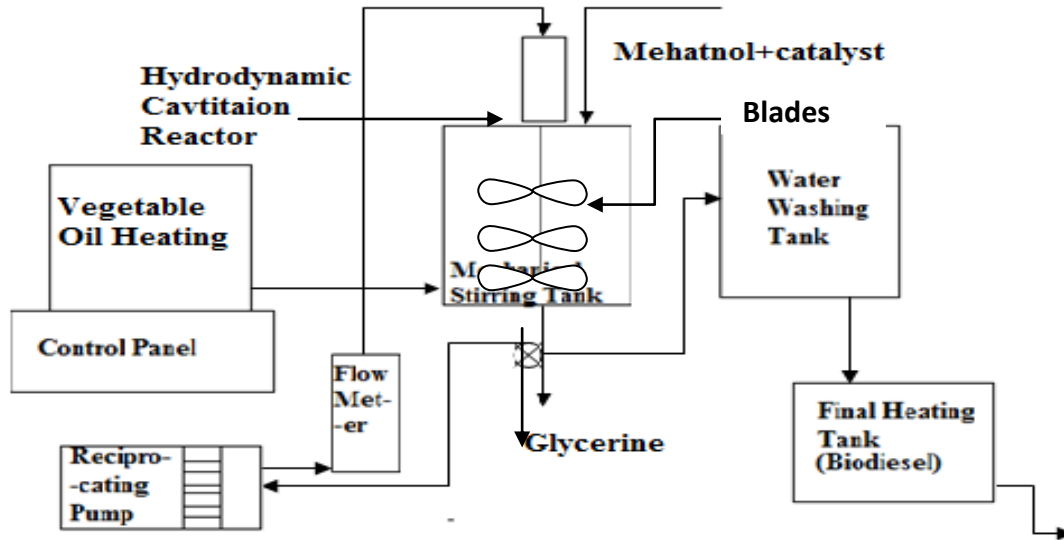 Mehatnol+catalyst
Hydrodynamic
Cavtitaion
Reactor
Blades
Vegetable
Oil Heating
Water
Washing
Tank
Mechanical
Stirring Tank
Control Panel
Flow
Met-
-er
Final Heating
Tank
(Biodiesel)
Glycerine
Recipro-
-cating
Pump
-